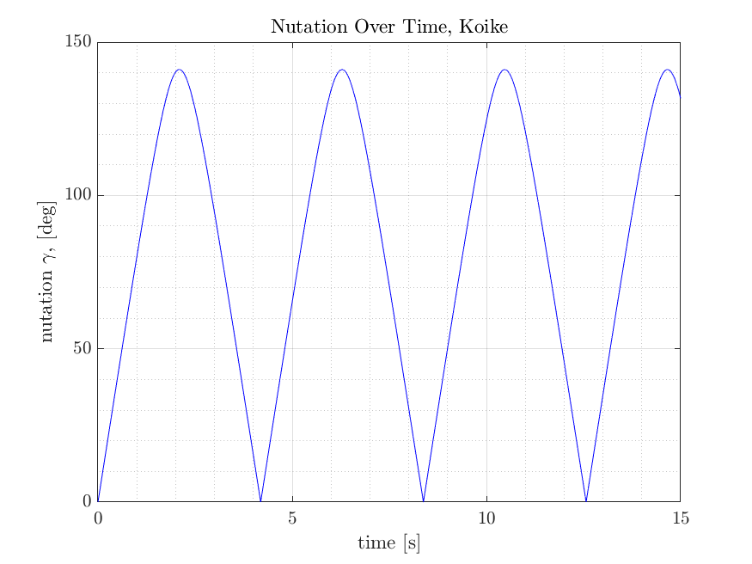 Nutation Over Time, Koike
150
100
50
0
nutation γ, [deg]
0 5 10 15
time [s]